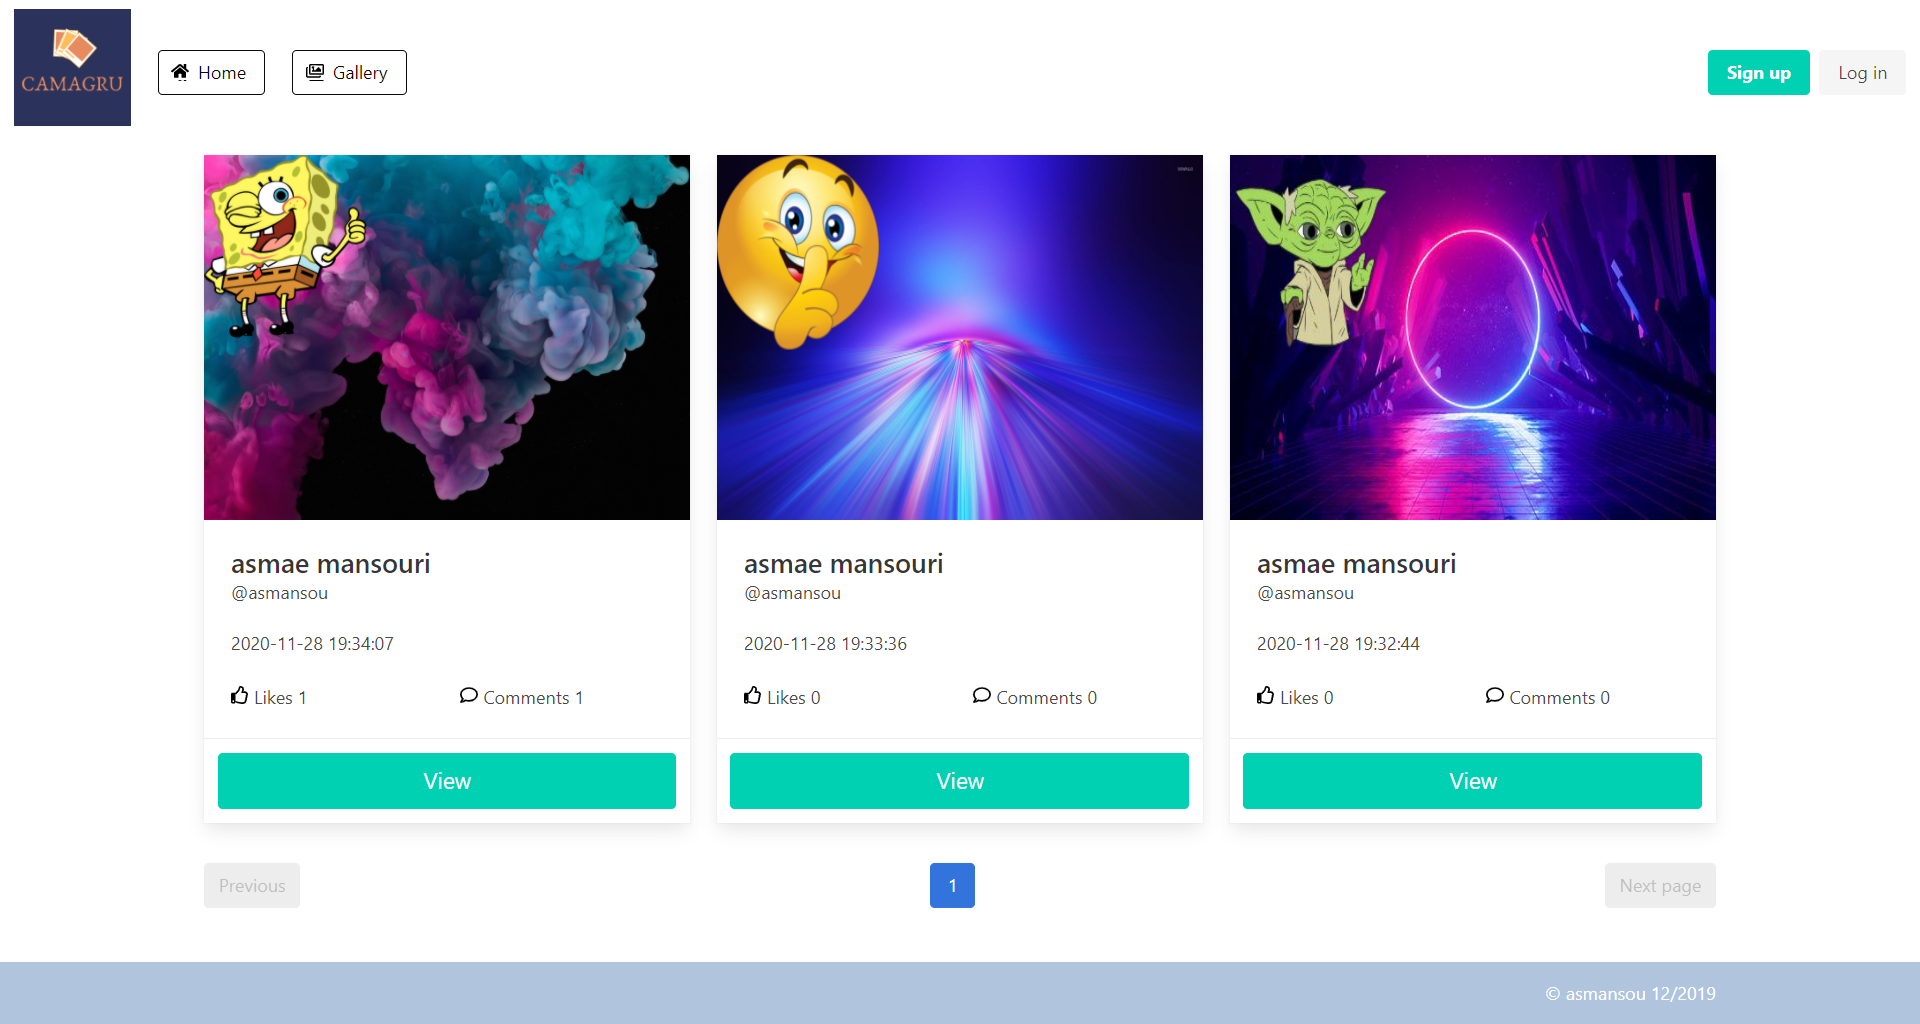 CAMAGRU
Home
Gallery
Sign up
Log in
asmae mansouri
@asmansou
2020-11-28 19:34:07
Likes 1
Comments 1
View
asmae mansouri
@asmansou
2020-11-28 19:33:36
Likes 0
Comments 0
View
asmae mansouri
@asmansou
2020-11-28 19:32:44
Likes 0
Comments 0
View
Previous
1
Next page
© asmansou 12/2019